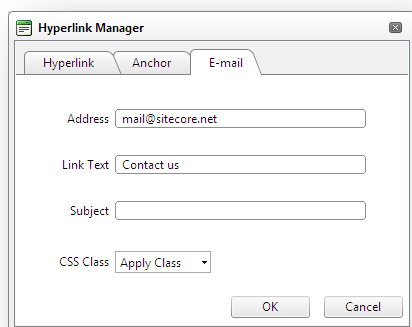 Hyperlink Manager
Hyperlink Anchor E-mail
Address mail@sitecore.net
Link Text Contact us
Subject
CSS Class Apply Class
OK Cancel